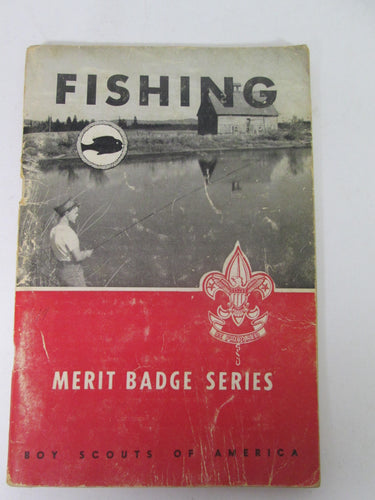 FISHING
MERIT BADGE SERIES
BOY SCOUTS OF AMERICA